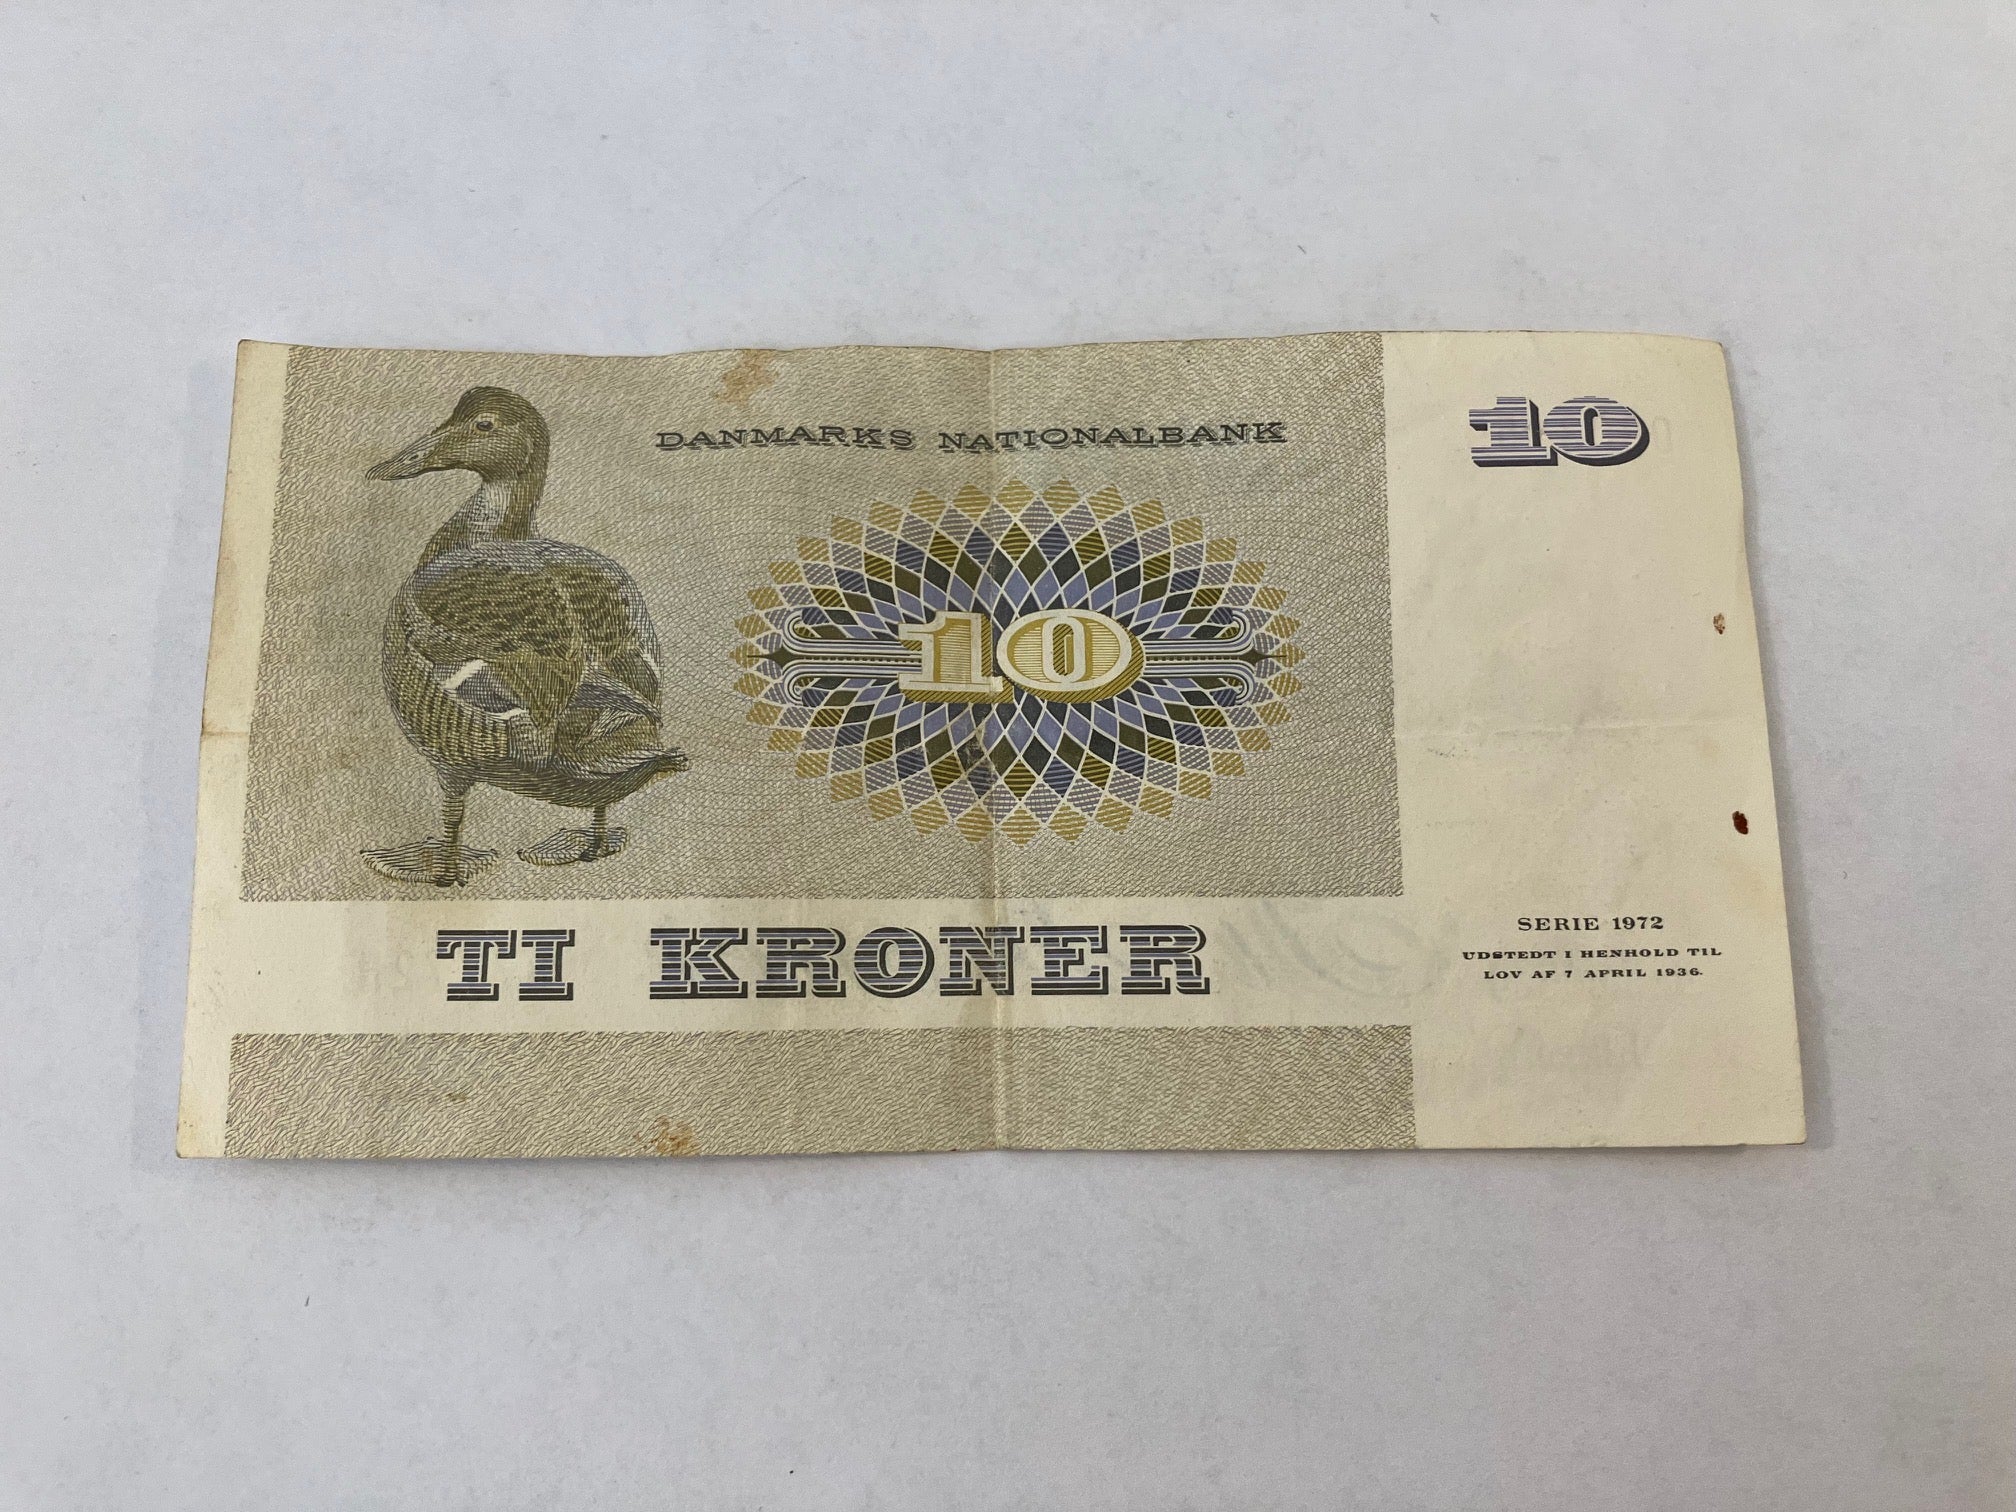 DANMARKS NATIONALBANK
10
10
TI KRONER
SERIE 1972
UDSTEDT I HENHOLD TIL
LOV AF 7 APRIL 1936.